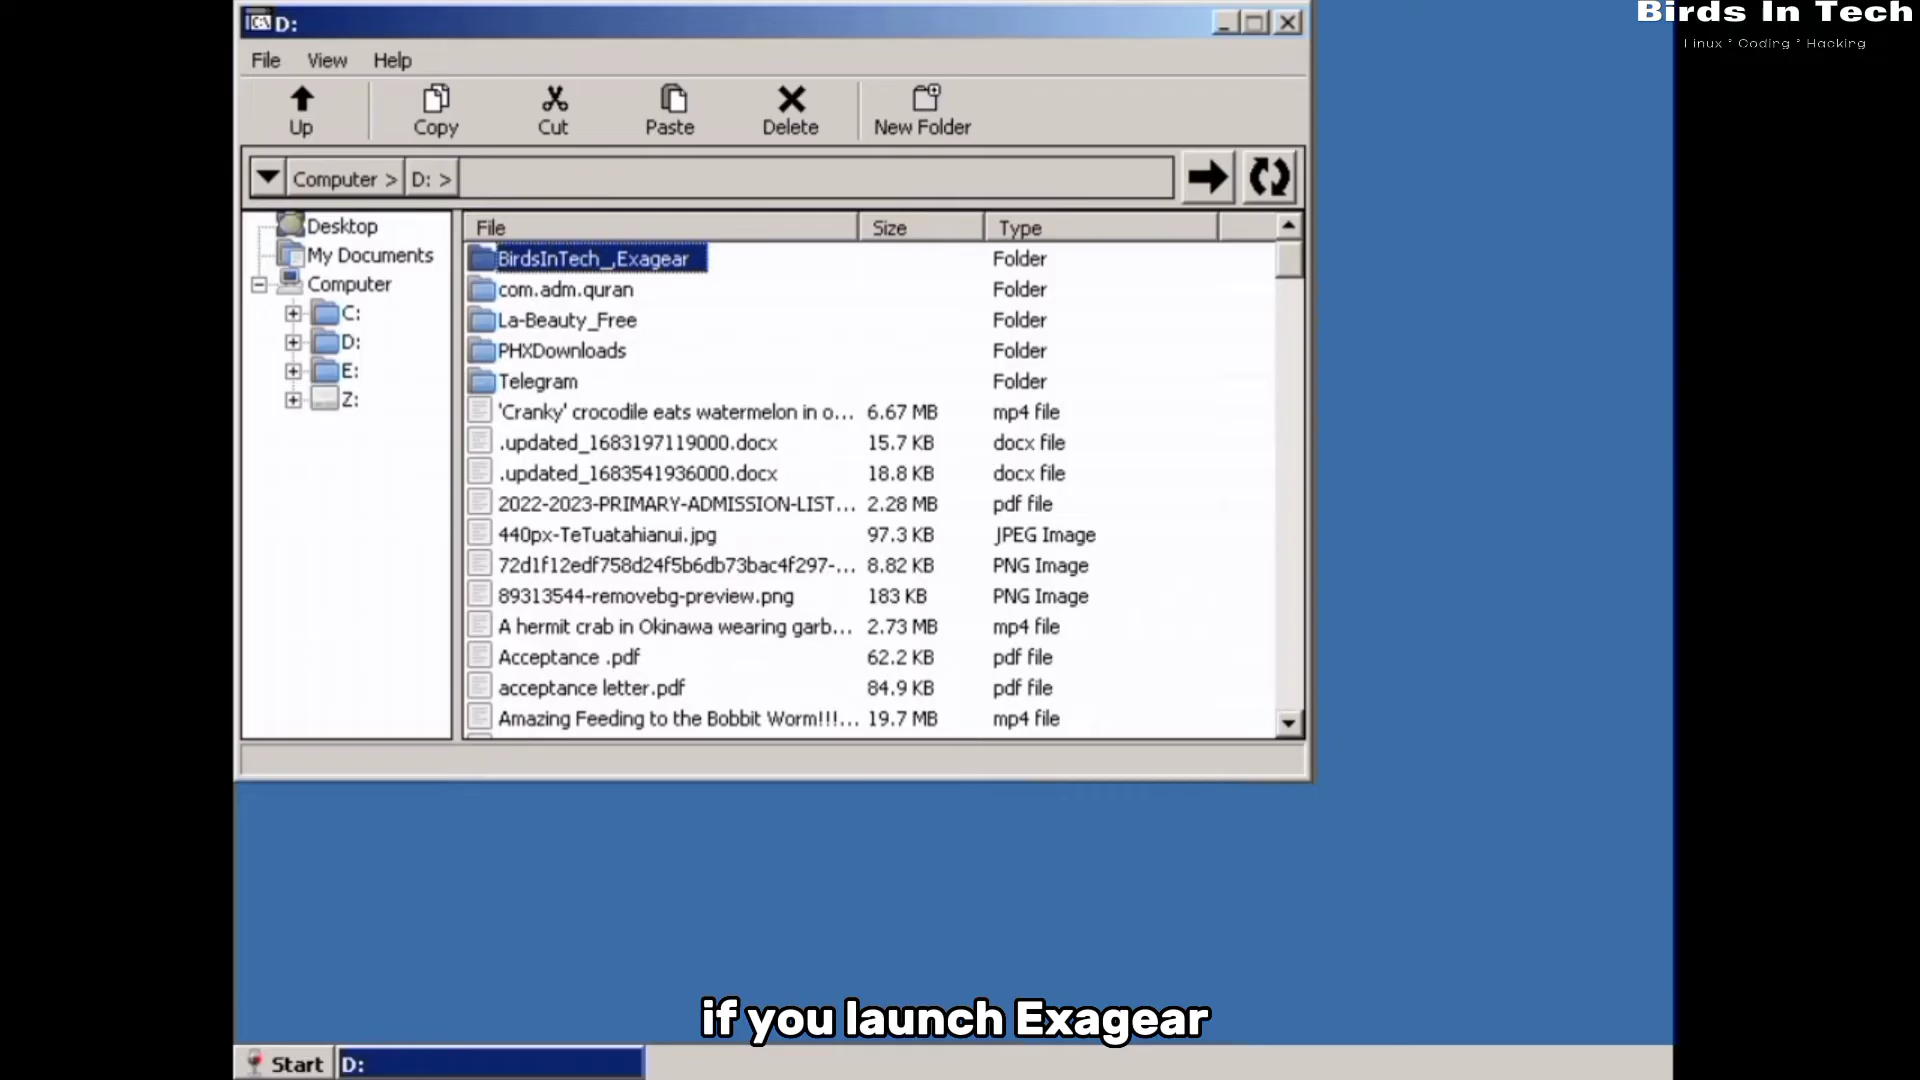 D:
Birds In Tech
Linux * Coding * Hacking
File View Help
Up Copy Cut Paste Delete New Folder
Computer > D: >
Desktop
My Documents
Computer
C:
D:
E:
Z:
File Size Type
BirdsInTech_,Exagear Folder
com.adm.quran Folder
La-Beauty_Free Folder
PHXDownloads Folder
Telegram Folder
'Cranky' crocodile eats watermelon in o... 6.67 MB mp4 file
.updated_1683197119000.docx 15.7 KB docx file
.updated_1683541936000.docx 18.8 KB docx file
2022-2023-PRIMARY-ADMISSION-LIST... 2.28 MB pdf file
440px-TeTuatahianui.jpg 97.3 KB JPEG Image
72d1f12edf758d24f5b6db73bac4f297-... 8.82 KB PNG Image
89313544-removebg-preview.png 183 KB PNG Image
A hermit crab in Okinawa wearing garb... 2.73 MB mp4 file
Acceptance .pdf 62.2 KB pdf file
acceptance letter.pdf 84.9 KB pdf file
Amazing Feeding to the Bobbit Worm!!!... 19.7 MB mp4 file
if you launch Exagear
Start D: